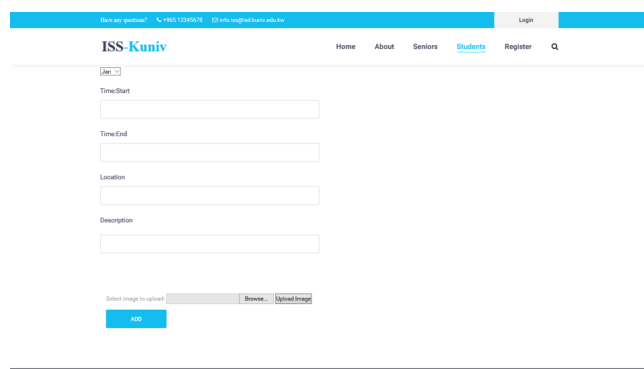 Have any questions? +965 12345678 info.iss@isd.kuniv.edu.kw Login
ISS-Kuniv Home About Seniors Students Register
Jan
Time:Start
Time:End
Location
Description
Select image to upload: Browse... Upload Image
ADD